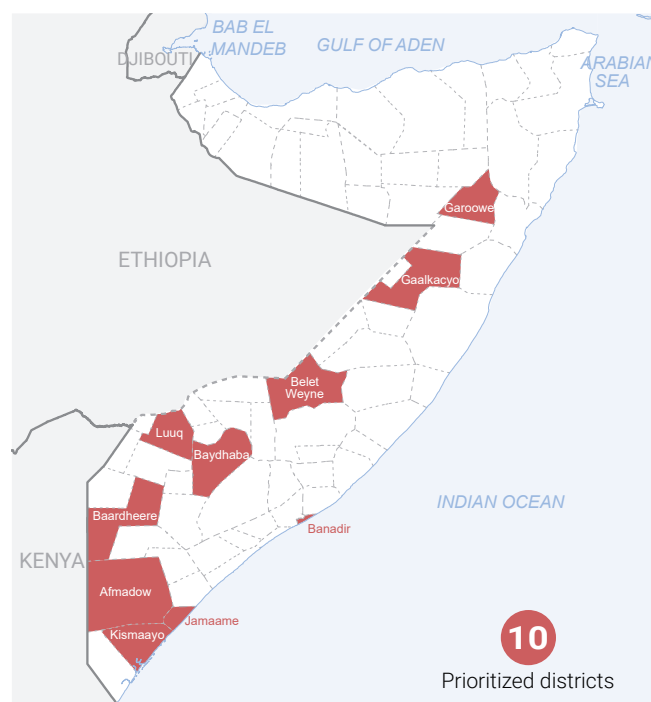 BAB EL
MANDEB
GULF OF ADEN
DJIBOUTI
ARABIAN
SEA
Garoowe
ETHIOPIA
Gaalkacyo
Belet
Weyne
Luuq
Baydhaba
INDIAN OCEAN
Baardheere
Banadir
KENYA
Afmadow
Jamaame
Kismaayo
10
Prioritized districts